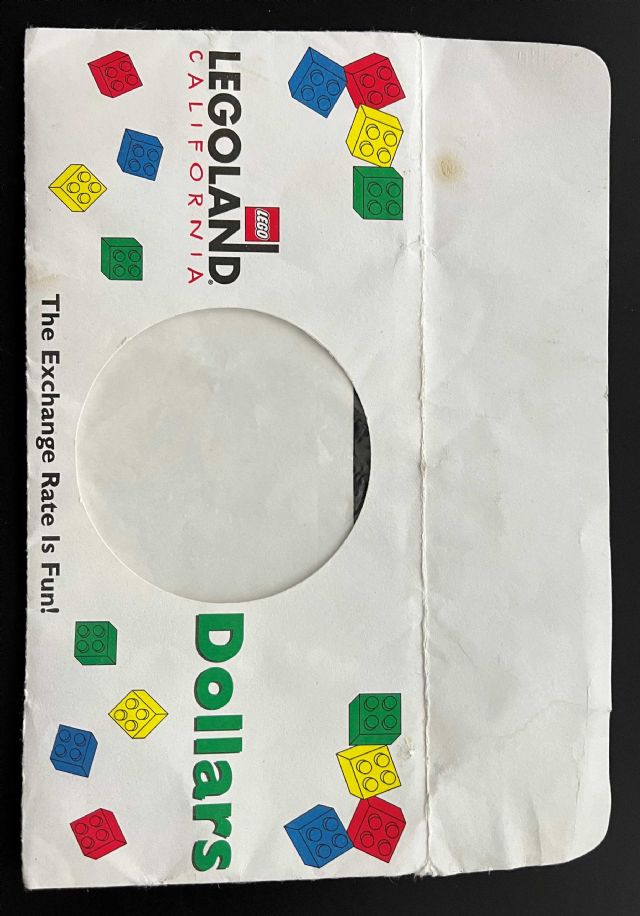 LEGO
LEGOLAND®
CALIFORNIA
Dollars
The Exchange Rate Is Fun!